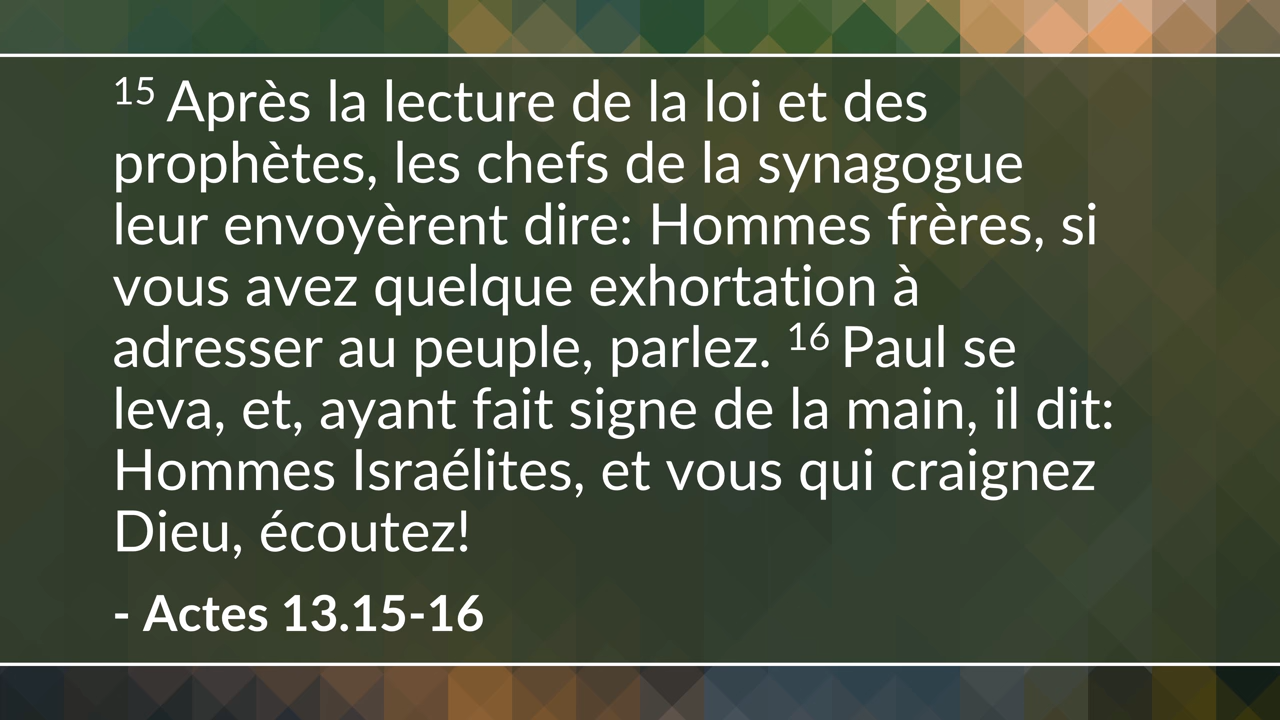 15 Après la lecture de la loi et des
prophètes, les chefs de la synagogue
leur envoyèrent dire: Hommes frères, si
vous avez quelque exhortation à
adresser au peuple, parlez. 16 Paul se
leva, et, ayant fait signe de la main, il dit:
Hommes Israélites, et vous qui craignez
Dieu, écoutez!
- Actes 13.15-16